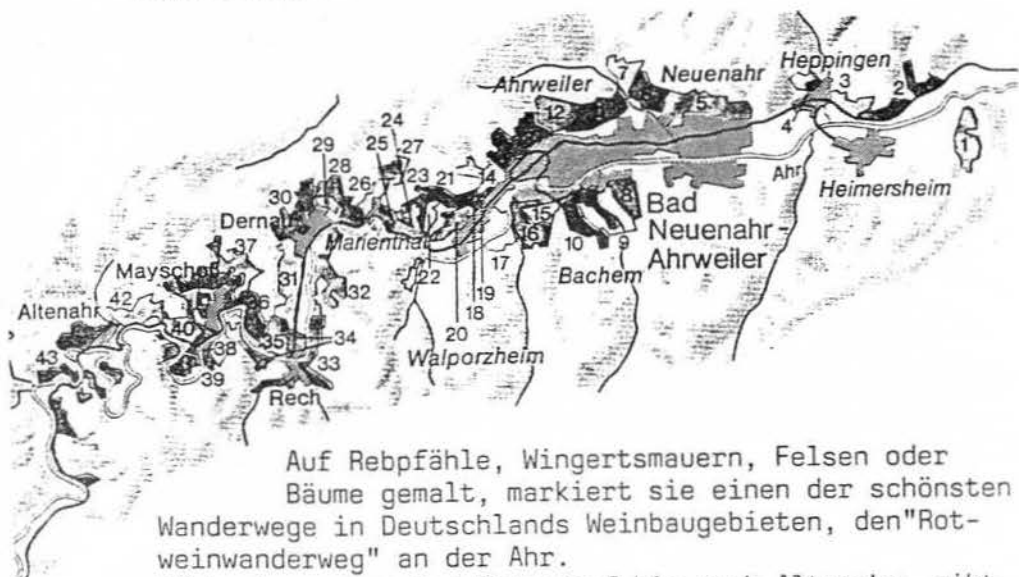 Heppingen
7 Neuenahr 3 2
Ahrweiler 5
12 4
24
27
25 23 21 14 1
29 28 26 Ahr
30 Heimersheim
Dernau 8 Bad
Marienthal 15 Neuenahr-
37 16 10 9 Ahrweiler
Mayschoß 17 Bachem
31 32 22 19
42 18
Altenahr 36 20
40 35 34 Walporzheim
43 38 33
39
Rech
Auf Rebpfähle, Wingertsmauern, Felsen oder
Bäume gemalt, markiert sie einen der schönsten
Wanderwege in Deutschlands Weinbaugebieten, den"Rot-
weinwanderweg" an der Ahr.